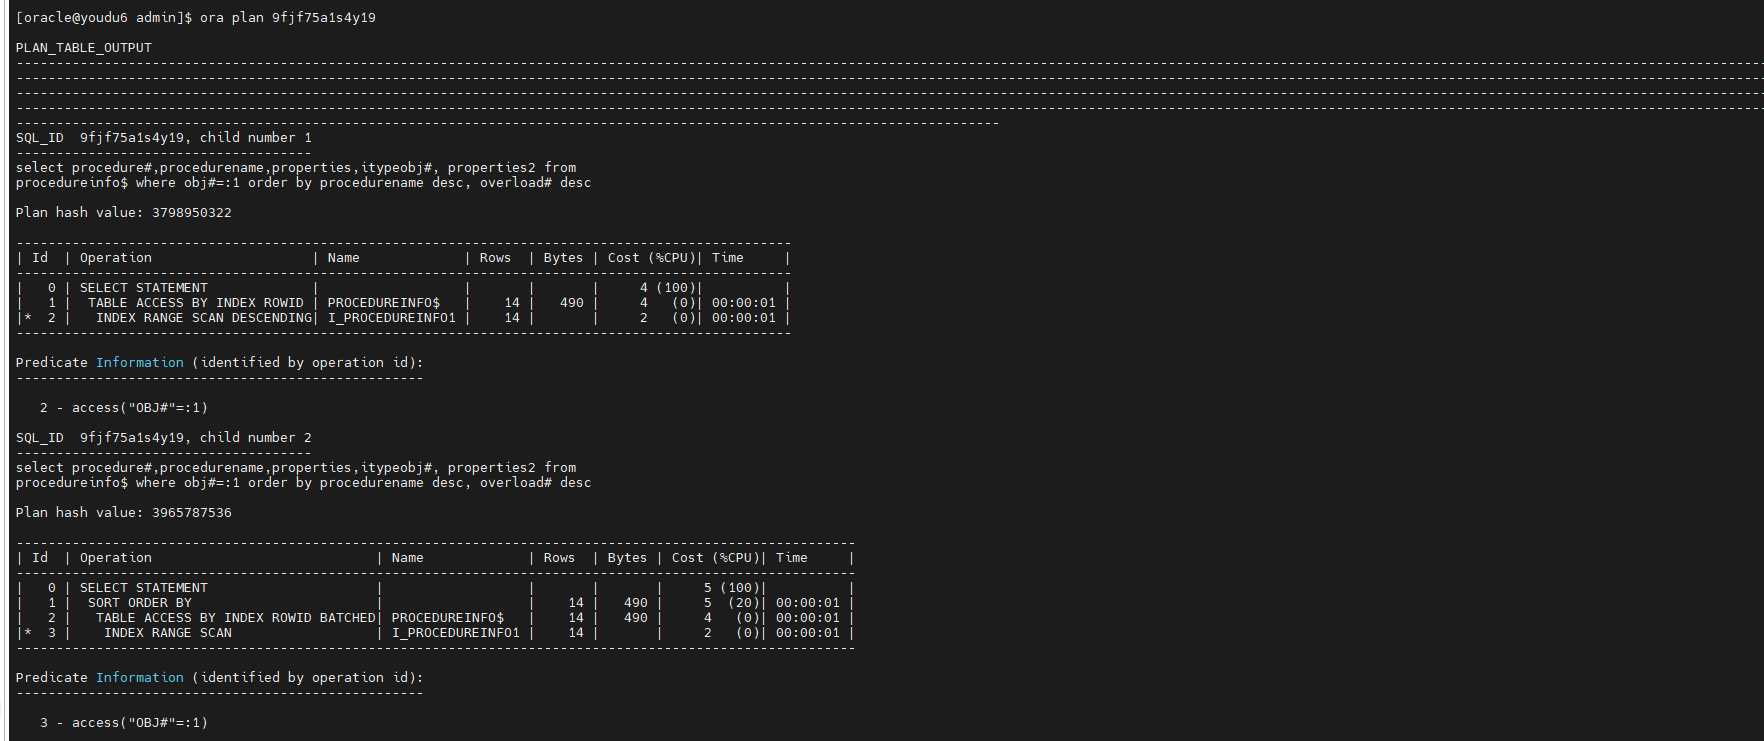 [oracle@youdu6 admin]$ ora plan 9fjf75a1s4y19
PLAN_TABLE_OUTPUT
--------------------------------------------------------------------------------
SQL_ID  9fjf75a1s4y19, child number 1
-------------------------------------
select procedure#,procedurename,properties,itypeobj#, properties2 from
procedureinfo$ where obj#=:1 order by procedurename desc, overload# desc
Plan hash value: 3798950322
-------------------------------------------------------------------------------------------------
| Id  | Operation                    | Name             | Rows  | Bytes | Cost (%CPU)| Time     |
-------------------------------------------------------------------------------------------------
|   0 | SELECT STATEMENT             |                  |       |       |     4 (100)|          |
|   1 |  TABLE ACCESS BY INDEX ROWID | PROCEDUREINFO$   |    14 |   490 |     4   (0)| 00:00:01 |
|*  2 |   INDEX RANGE SCAN DESCENDING| I_PROCEDUREINFO1 |    14 |       |     2   (0)| 00:00:01 |
-------------------------------------------------------------------------------------------------
Predicate Information (identified by operation id):
---------------------------------------------------
   2 - access("OBJ#"=:1)
SQL_ID  9fjf75a1s4y19, child number 2
-------------------------------------
select procedure#,procedurename,properties,itypeobj#, properties2 from
procedureinfo$ where obj#=:1 order by procedurename desc, overload# desc
Plan hash value: 3965787536
---------------------------------------------------------------------------------------------------------
| Id  | Operation                            | Name             | Rows  | Bytes | Cost (%CPU)| Time     |
---------------------------------------------------------------------------------------------------------
|   0 | SELECT STATEMENT                     |                  |       |       |     5 (100)|          |
|   1 |  SORT ORDER BY                       |                  |    14 |   490 |     5  (20)| 00:00:01 |
|   2 |   TABLE ACCESS BY INDEX ROWID BATCHED| PROCEDUREINFO$   |    14 |   490 |     4   (0)| 00:00:01 |
|*  3 |    INDEX RANGE SCAN                  | I_PROCEDUREINFO1 |    14 |       |     2   (0)| 00:00:01 |
---------------------------------------------------------------------------------------------------------
Predicate Information (identified by operation id):
---------------------------------------------------
   3 - access("OBJ#"=:1)